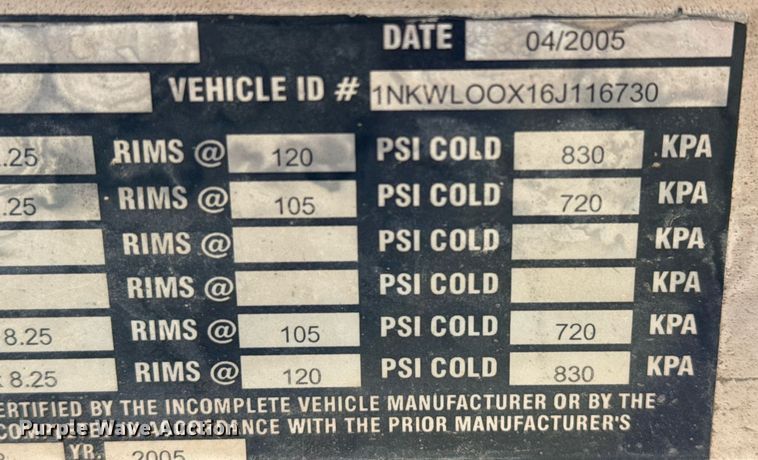 DATE 04/2005
VEHICLE ID # 1NKWLOOX16J116730
.25 RIMS @ 120 PSI COLD 830 KPA
.25 RIMS @ 105 PSI COLD 720 KPA
RIMS @ PSI COLD KPA
RIMS @ PSI COLD KPA
8.25 RIMS @ 105 PSI COLD 720 KPA
x 8.25 RIMS @ 120 PSI COLD 830 KPA
ERTIFIED BY THE INCOMPLETE VEHICLE MANUFACTURER OR BY THE
WITH THE PRIOR MANUFACTURER'S
Purple Wave Auction
YR. 2005